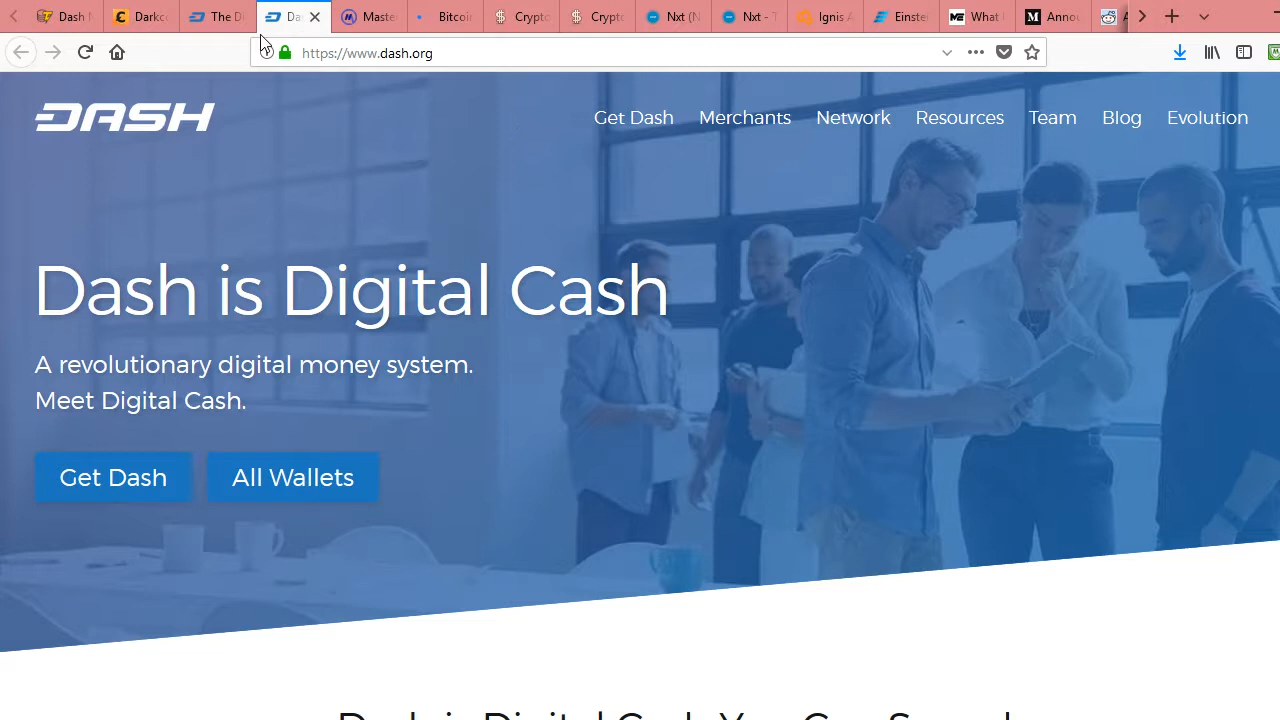 Dash
Darkc
The D
Da
Maste
Bitcoi
Crypto
Crypt
Nxt (N
Nxt - T
Ignis A
Einste
What
Annou
https://www.dash.org
DASH
Get Dash
Merchants
Network
Resources
Team
Blog
Evolution
Dash is Digital Cash
A revolutionary digital money system.
Meet Digital Cash.
Get Dash
All Wallets